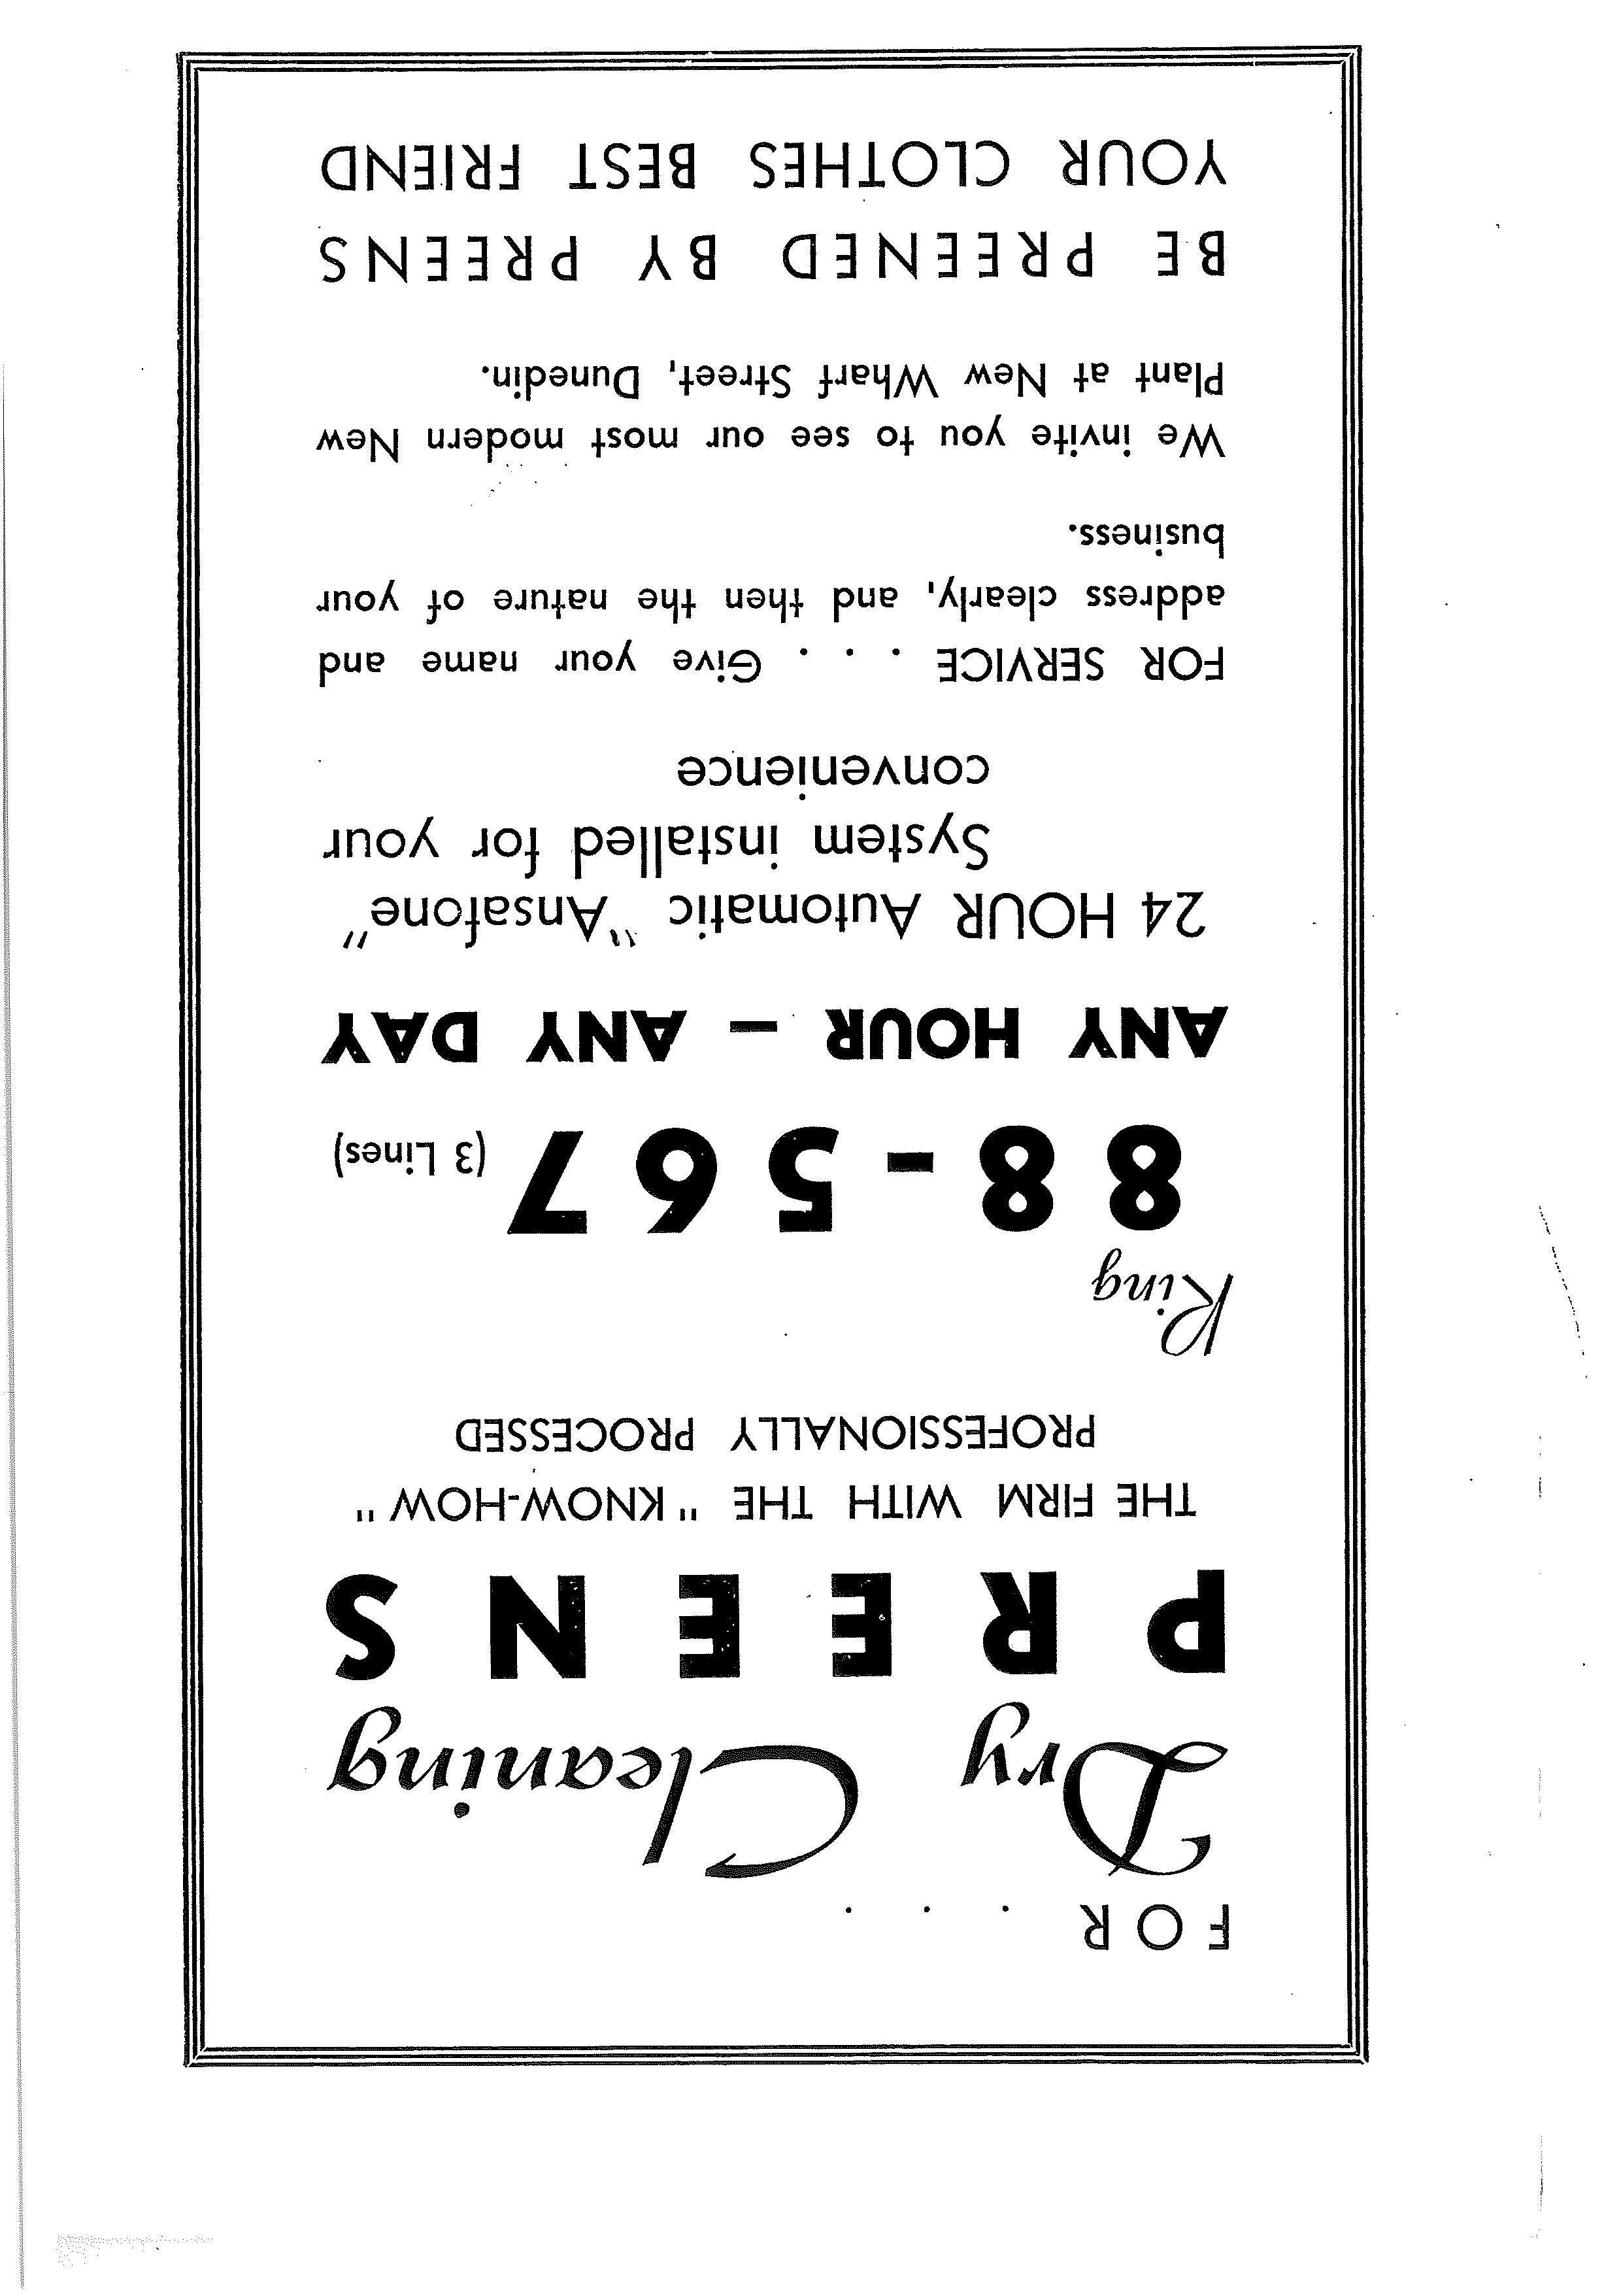 FOR . . .
Dry Cleaning
PREENS
THE FIRM WITH THE "KNOW-HOW"
PROFESSIONALLY PROCESSED
Ring
88-567 (3 Lines)
ANY HOUR – ANY DAY
24 HOUR Automatic "Ansafone"
System installed for your
convenience
FOR SERVICE . . . Give your name and
address clearly, and then the nature of your
business.
We invite you to see our most modern New
Plant at New Wharf Street, Dunedin.
BE PREENED BY PREENS
YOUR CLOTHES BEST FRIEND